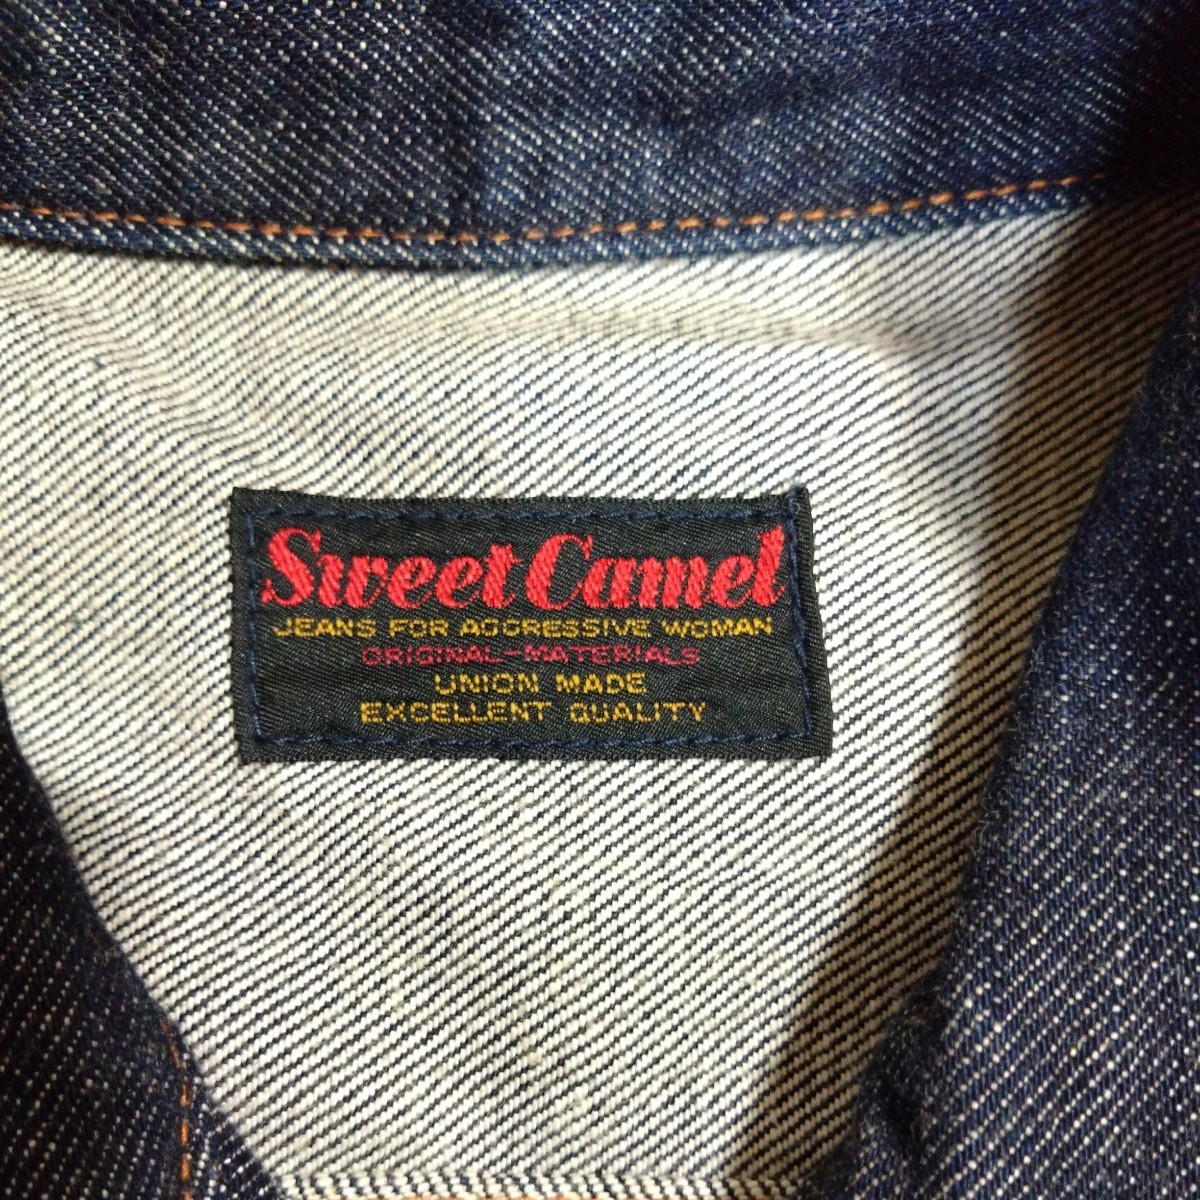 Sweet Camel
JEANS FOR AGGRESSIVE WOMAN
ORIGINAL-MATERIALS
UNION MADE
EXCELLENT QUALITY